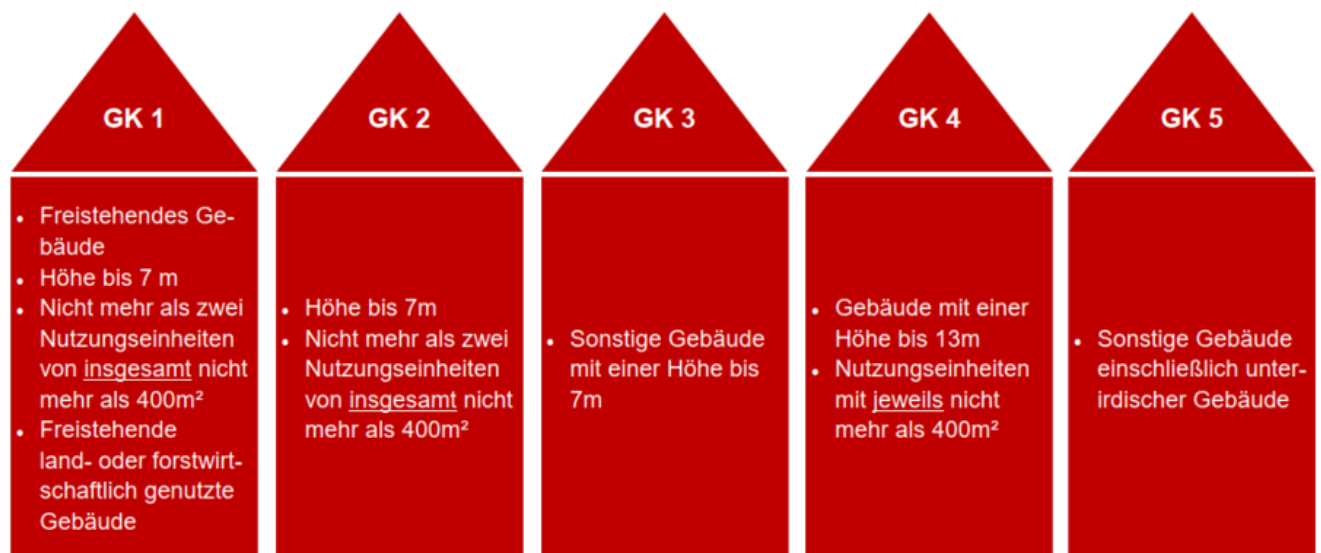 GK 1
• Freistehendes Ge-
bäude
• Höhe bis 7 m
• Nicht mehr als zwei
Nutzungseinheiten
von insgesamt nicht
mehr als 400m²
• Freistehende
land- oder forstwirt-
schaftlich genutzte
Gebäude
GK 2
• Höhe bis 7m
• Nicht mehr als zwei
Nutzungseinheiten
von insgesamt nicht
mehr als 400m²
GK 3
• Sonstige Gebäude
mit einer Höhe bis
7m
GK 4
• Gebäude mit einer
Höhe bis 13m
• Nutzungseinheiten
mit jeweils nicht
mehr als 400m²
GK 5
• Sonstige Gebäude
einschließlich unter-
irdischer Gebäude